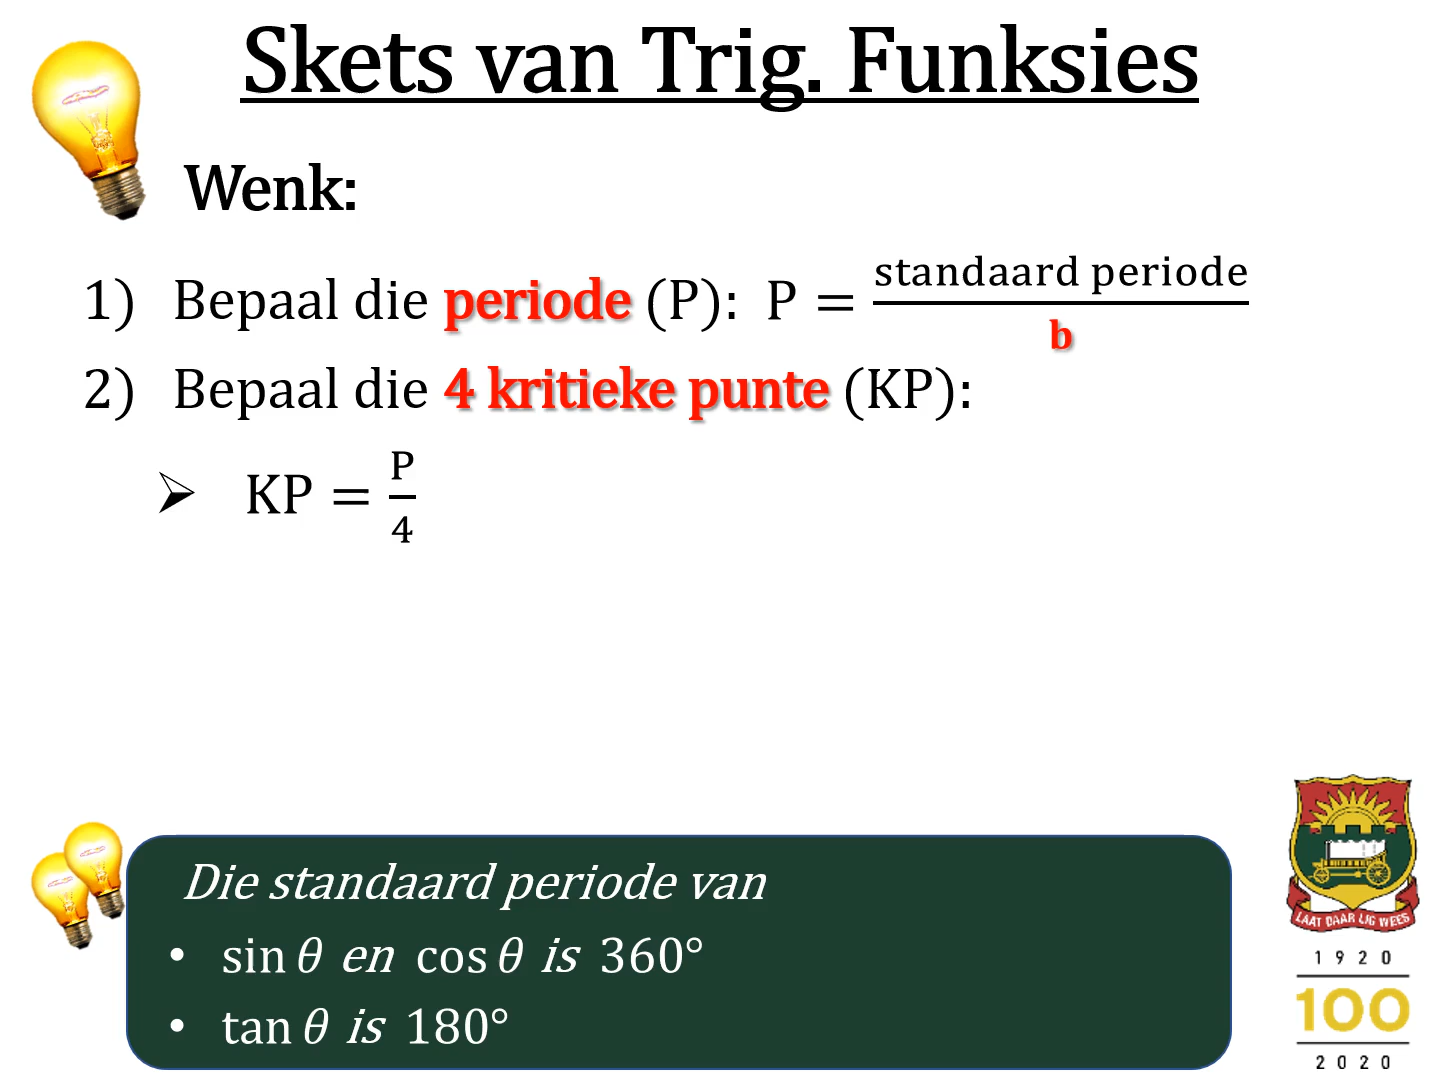 Skets van Trig. Funksies
Wenk:
1) Bepaal die periode (P): P = standaard periode / b
2) Bepaal die 4 kritieke punte (KP):
➢ KP = P / 4
Die standaard periode van
• sin θ en cos θ is 360°
• tan θ is 180°
LAAT DAAR LIG WEES
1920
100
2020